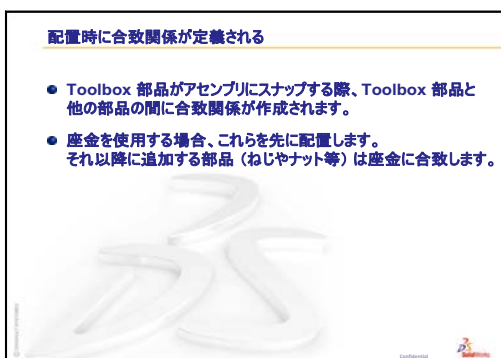 配置時に合致関係が定義される
Toolbox 部品がアセンブリにスナップする際、Toolbox 部品と
他の部品の間に合致関係が作成されます。
座金を使用する場合、これらを先に配置します。
それ以降に追加する部品 (ねじやナット等) は座金に合致します。
Confidential
SolidWorks